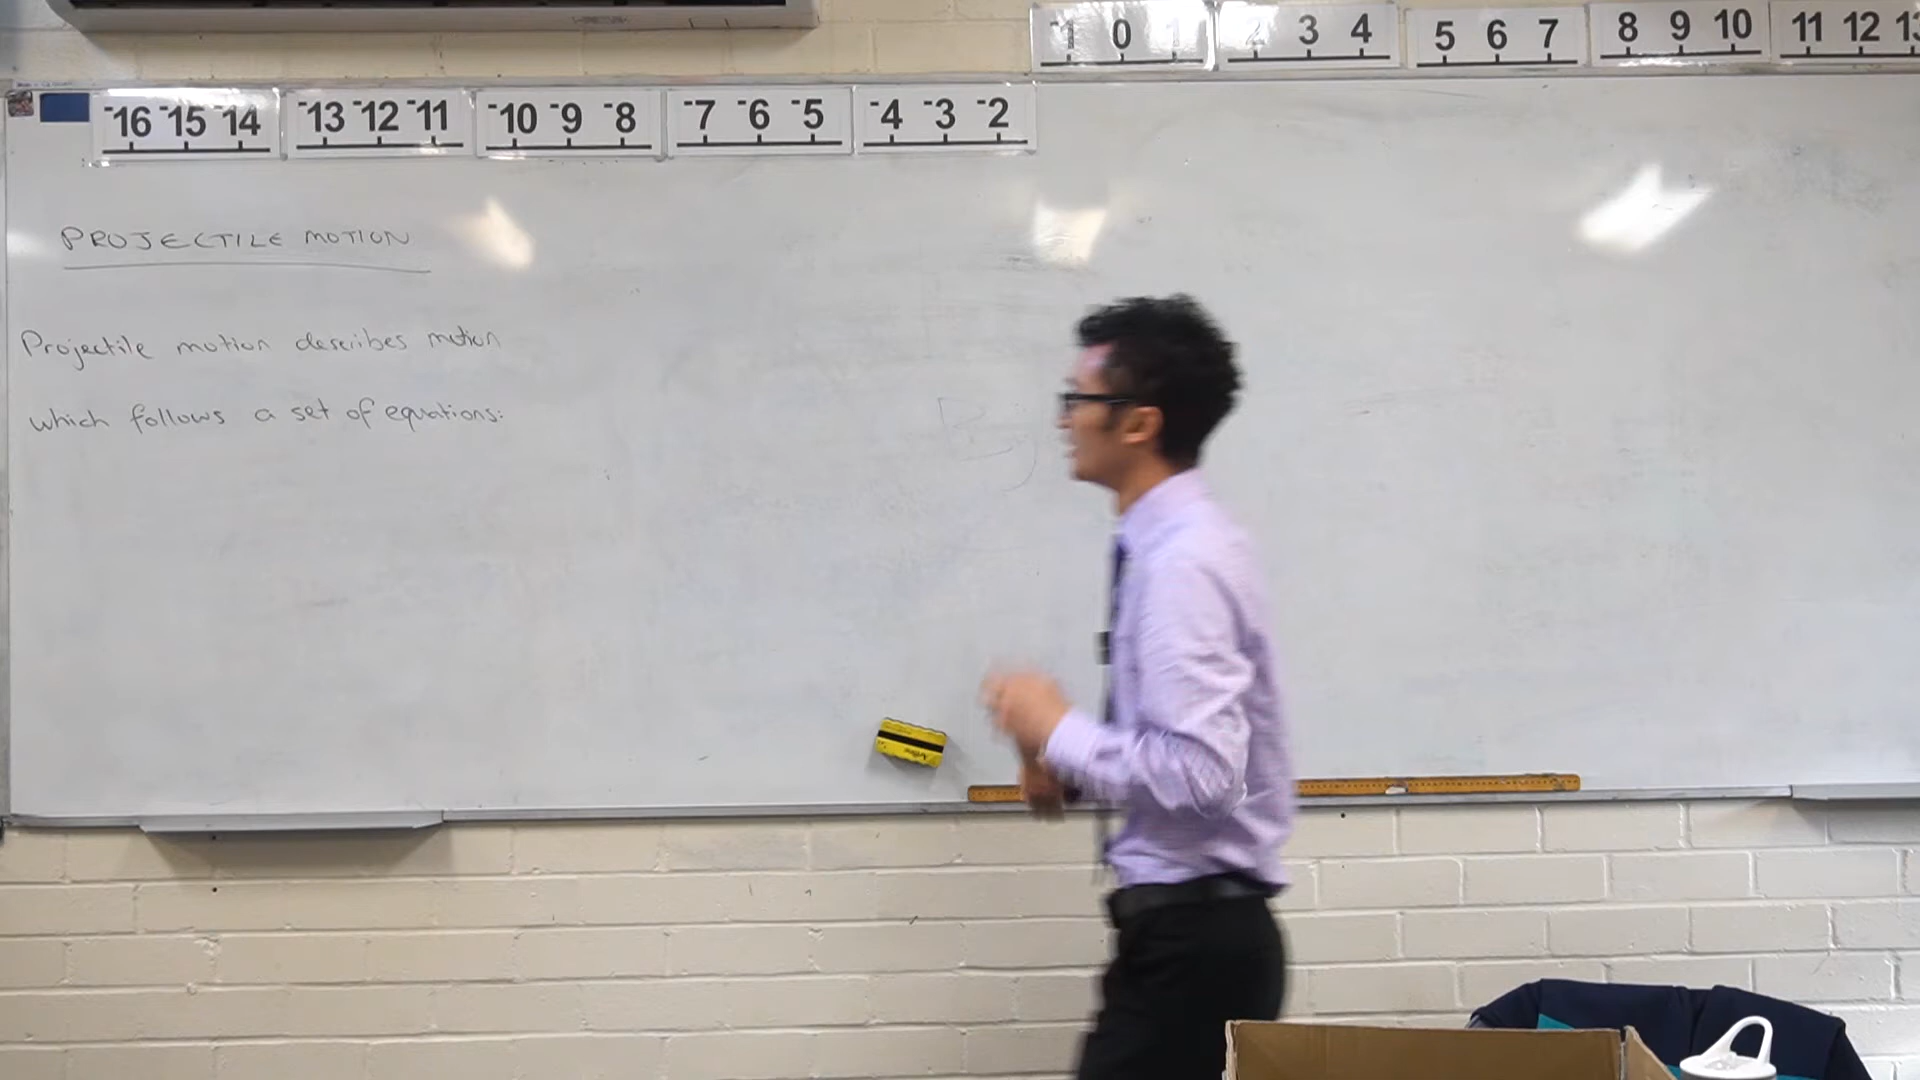 -1 0 1 2 3 4 5 6 7 8 9 10 11 12
-16 -15 -14 -13 -12 -11 -10 -9 -8 -7 -6 -5 -4 -3 -2
PROJECTILE MOTION
Projectile motion describes motion
which follows a set of equations: